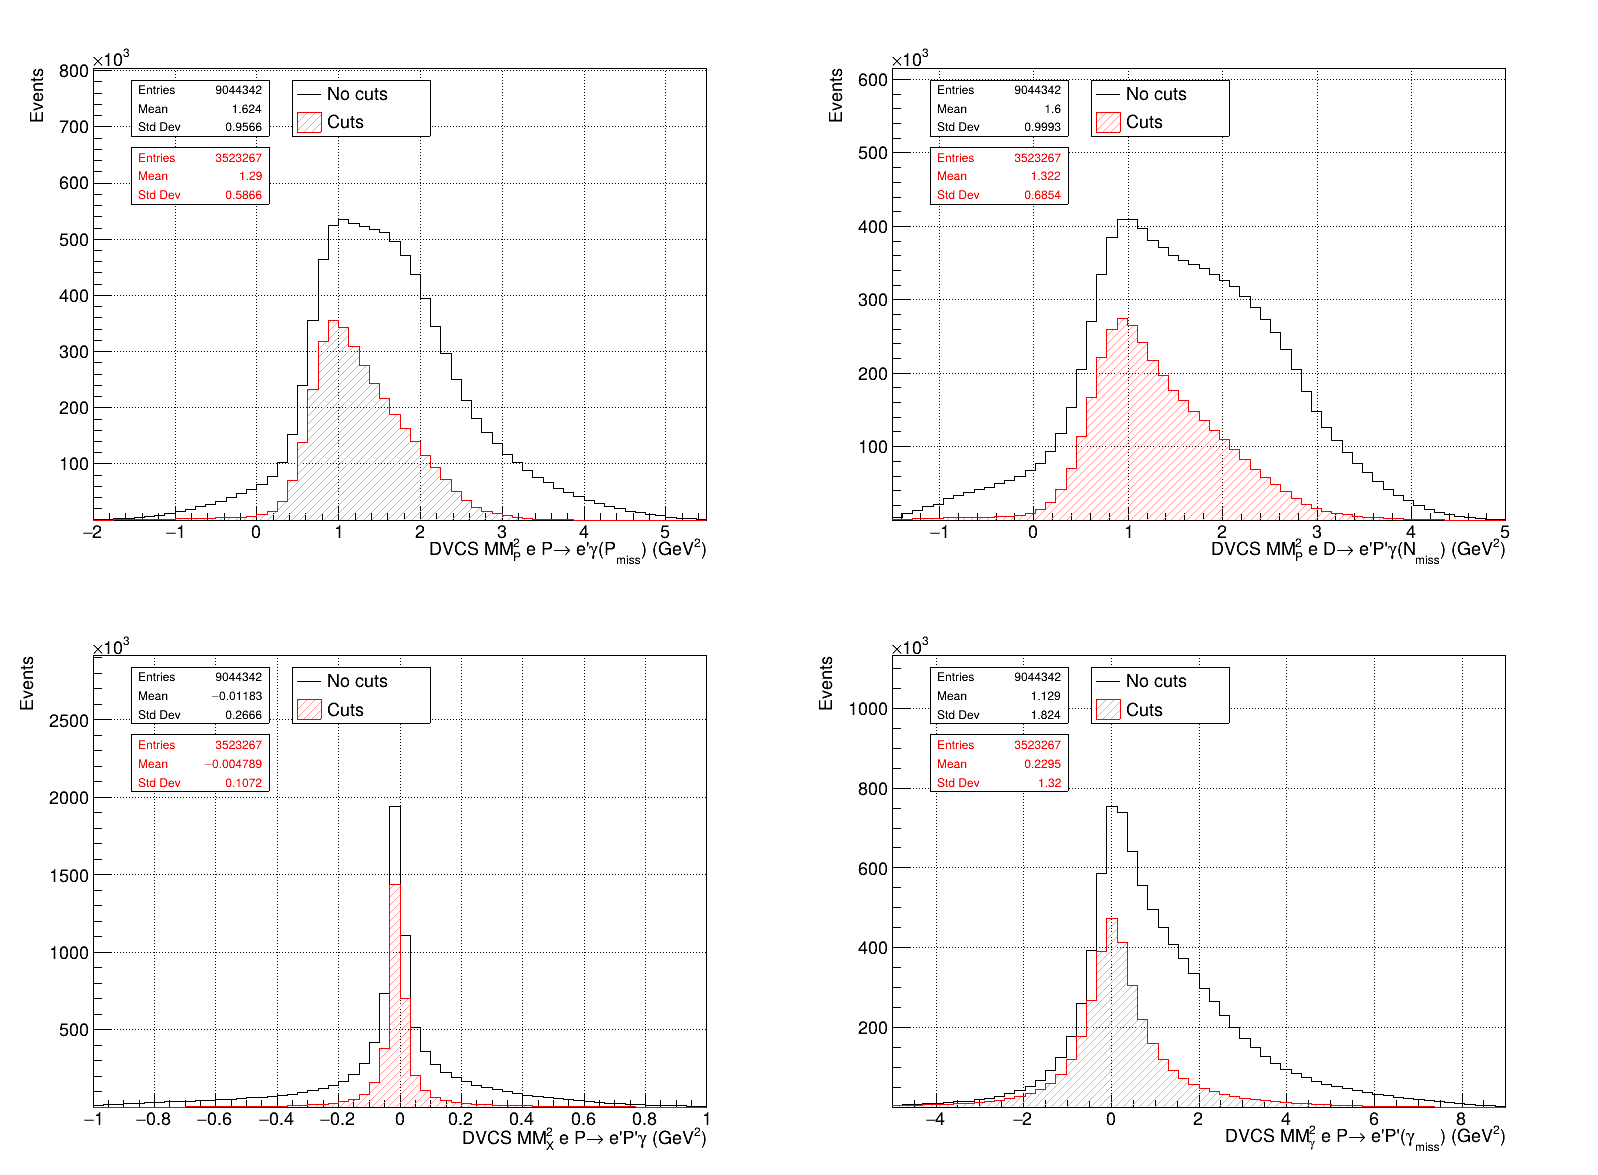 ×10³
Events
800
700
600
500
400
300
200
100
−2 −1 0 1 2 3 4 5
DVCS MM²P e P→ e'γ(Pmiss) (GeV²)
Entries 9044342
Mean 1.624
Std Dev 0.9566
Entries 3523267
Mean 1.29
Std Dev 0.5866
No cuts
Cuts
×10³
Events
600
500
400
300
200
100
−1 0 1 2 3 4 5
DVCS MM²P e D→ e'P'γ(Nmiss) (GeV²)
Entries 9044342
Mean 1.6
Std Dev 0.9993
Entries 3523267
Mean 1.322
Std Dev 0.6854
No cuts
Cuts
×10³
Events
2500
2000
1500
1000
500
−1 −0.8 −0.6 −0.4 −0.2 0 0.2 0.4 0.6 0.8 1
DVCS MM²X e P→ e'P'γ (GeV²)
Entries 9044342
Mean −0.01183
Std Dev 0.2666
Entries 3523267
Mean −0.004789
Std Dev 0.1072
No cuts
Cuts
×10³
Events
1000
800
600
400
200
−4 −2 0 2 4 6 8
DVCS MM²γ e P→ e'P'(γmiss) (GeV²)
Entries 9044342
Mean 1.129
Std Dev 1.824
Entries 3523267
Mean 0.2295
Std Dev 1.32
No cuts
Cuts